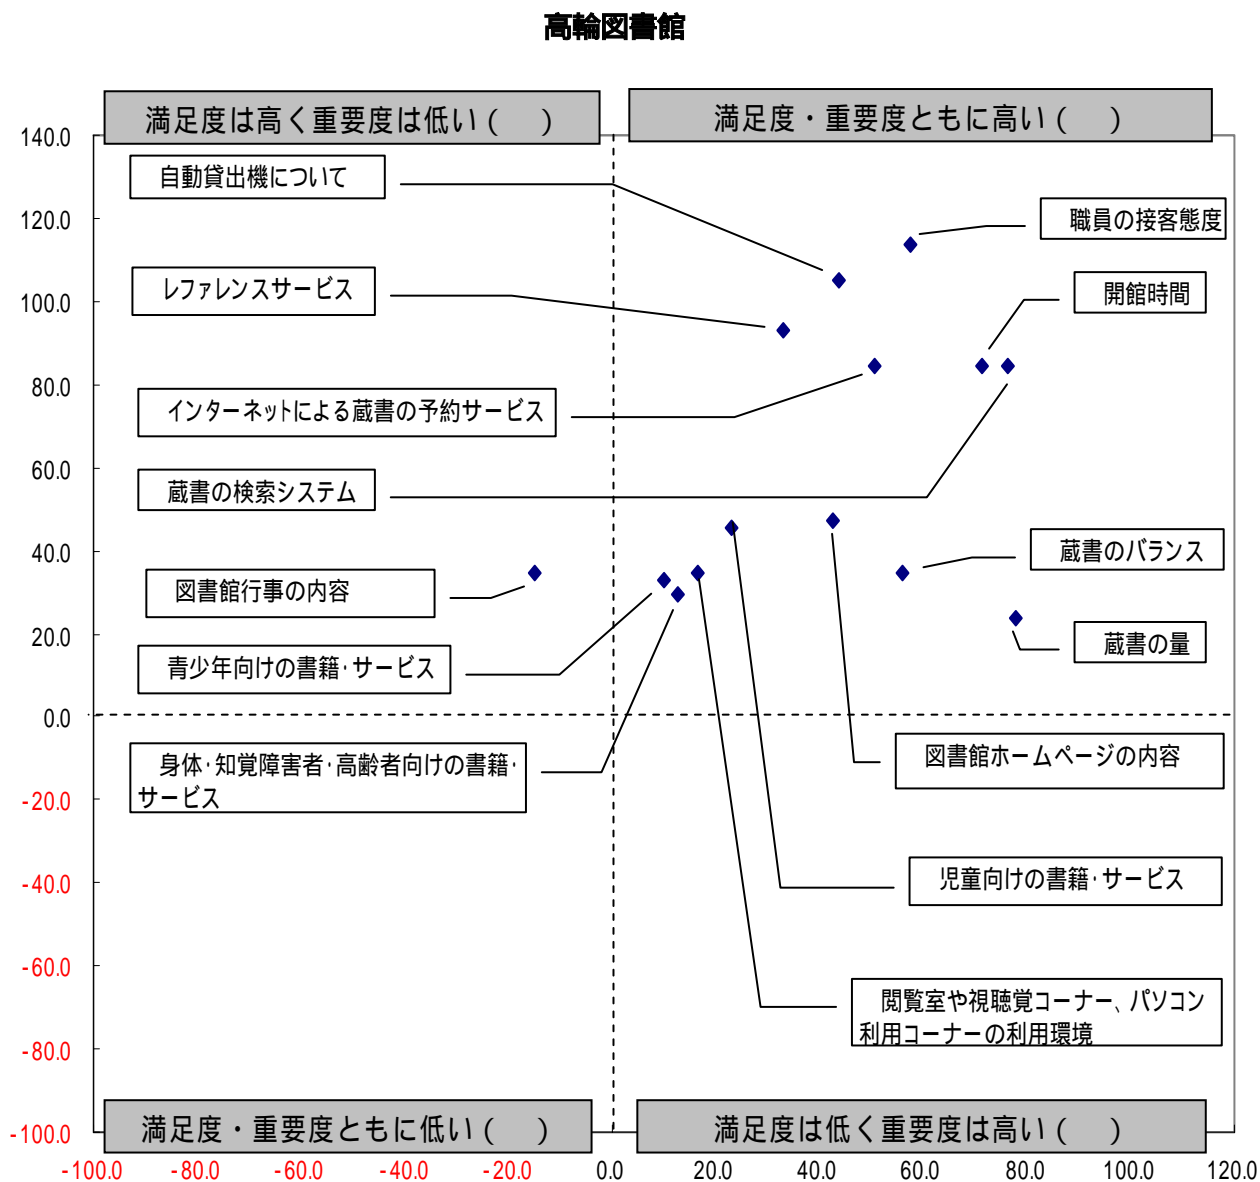 高輪図書館
満足度は高く重要度は低い（　）
満足度・重要度ともに高い（　）
140.0
自動貸出機について
120.0
職員の接客態度
レファレンスサービス
開館時間
100.0
80.0
インターネットによる蔵書の予約サービス
60.0
蔵書の検索システム
蔵書のバランス
40.0
図書館行事の内容
20.0
蔵書の量
青少年向けの書籍・サービス
0.0
図書館ホームページの内容
身体・知覚障害者・高齢者向けの書籍・
サービス
-20.0
-40.0
児童向けの書籍・サービス
-60.0
閲覧室や視聴覚コーナー、パソコン
利用コーナーの利用環境
-80.0
-100.0
満足度・重要度ともに低い（　）
満足度は低く重要度は高い（　）
-100.0 -80.0 -60.0 -40.0 -20.0 0.0 20.0 40.0 60.0 80.0 100.0 120.0